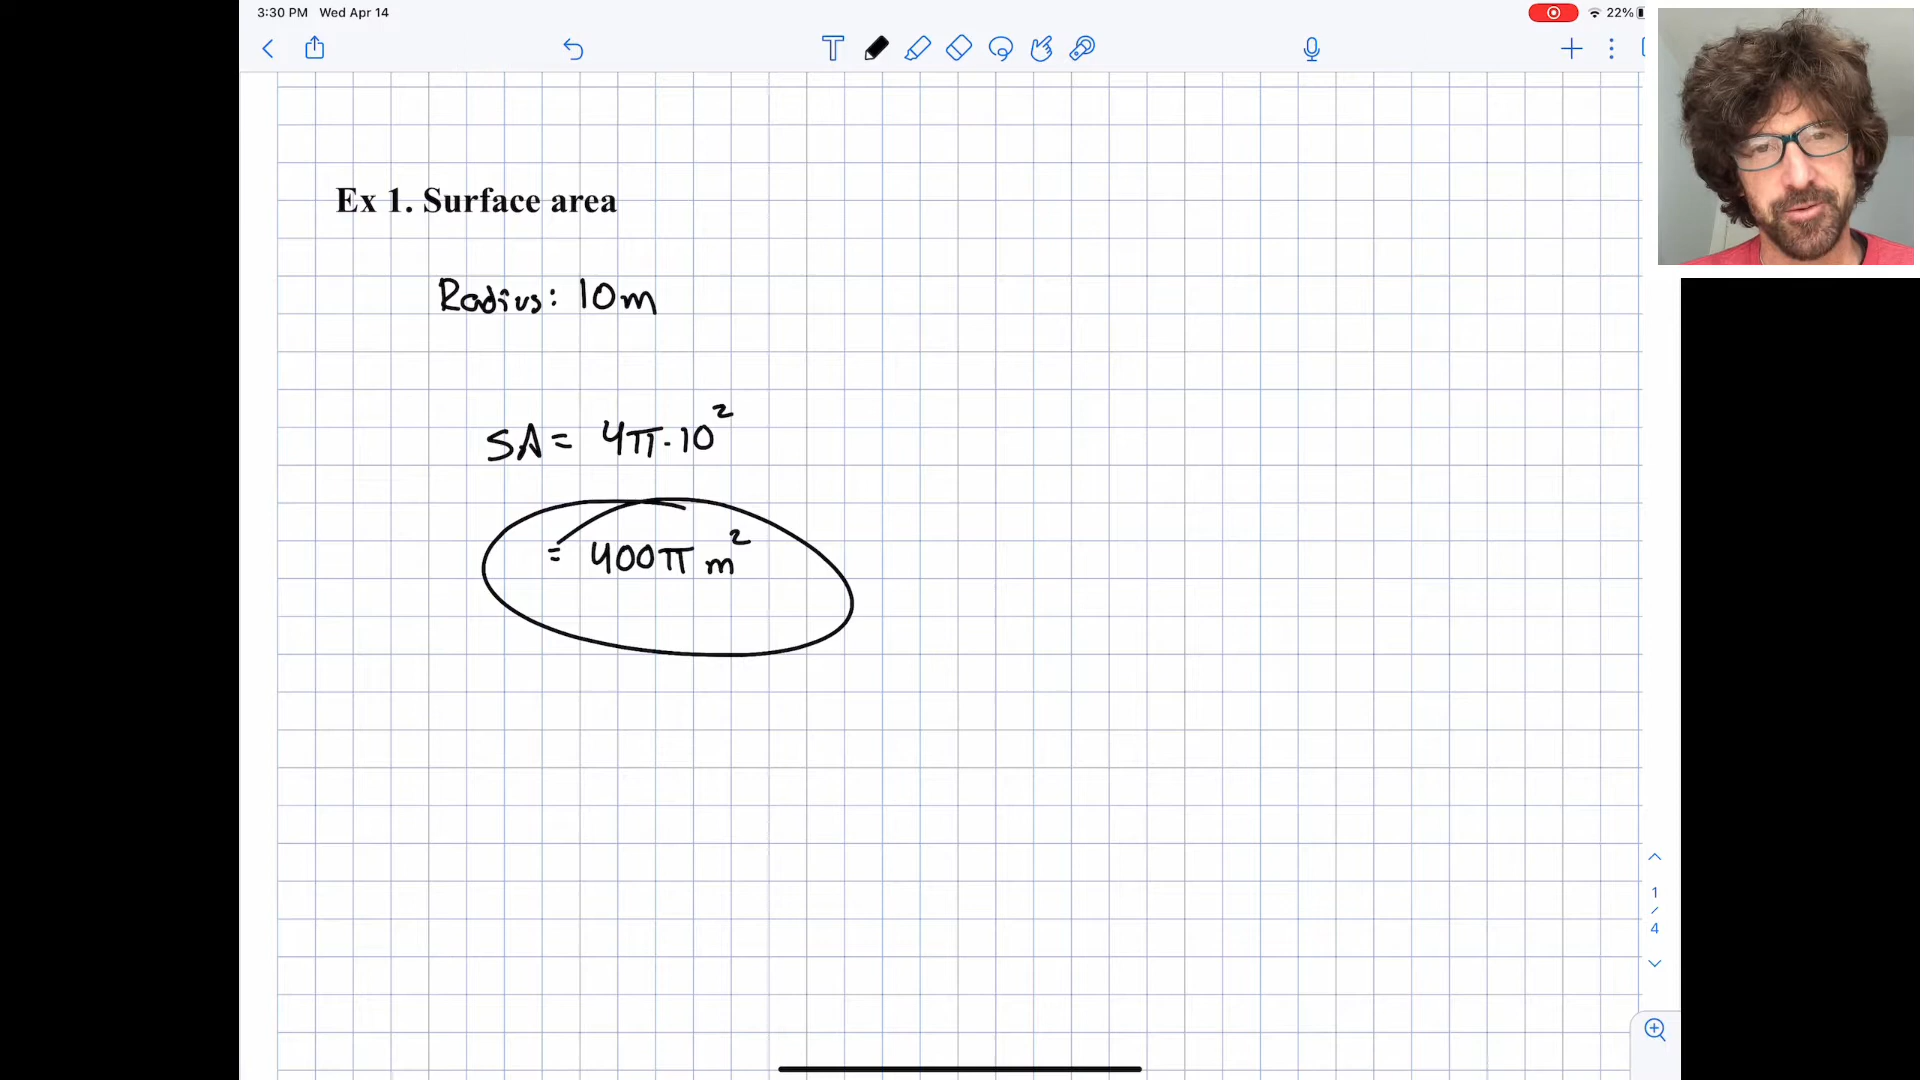 3:30 PM Wed Apr 14
22%
T
Ex 1. Surface area
Radius: 10m
SA = 4π·10²
= 400π m²
1
/
4